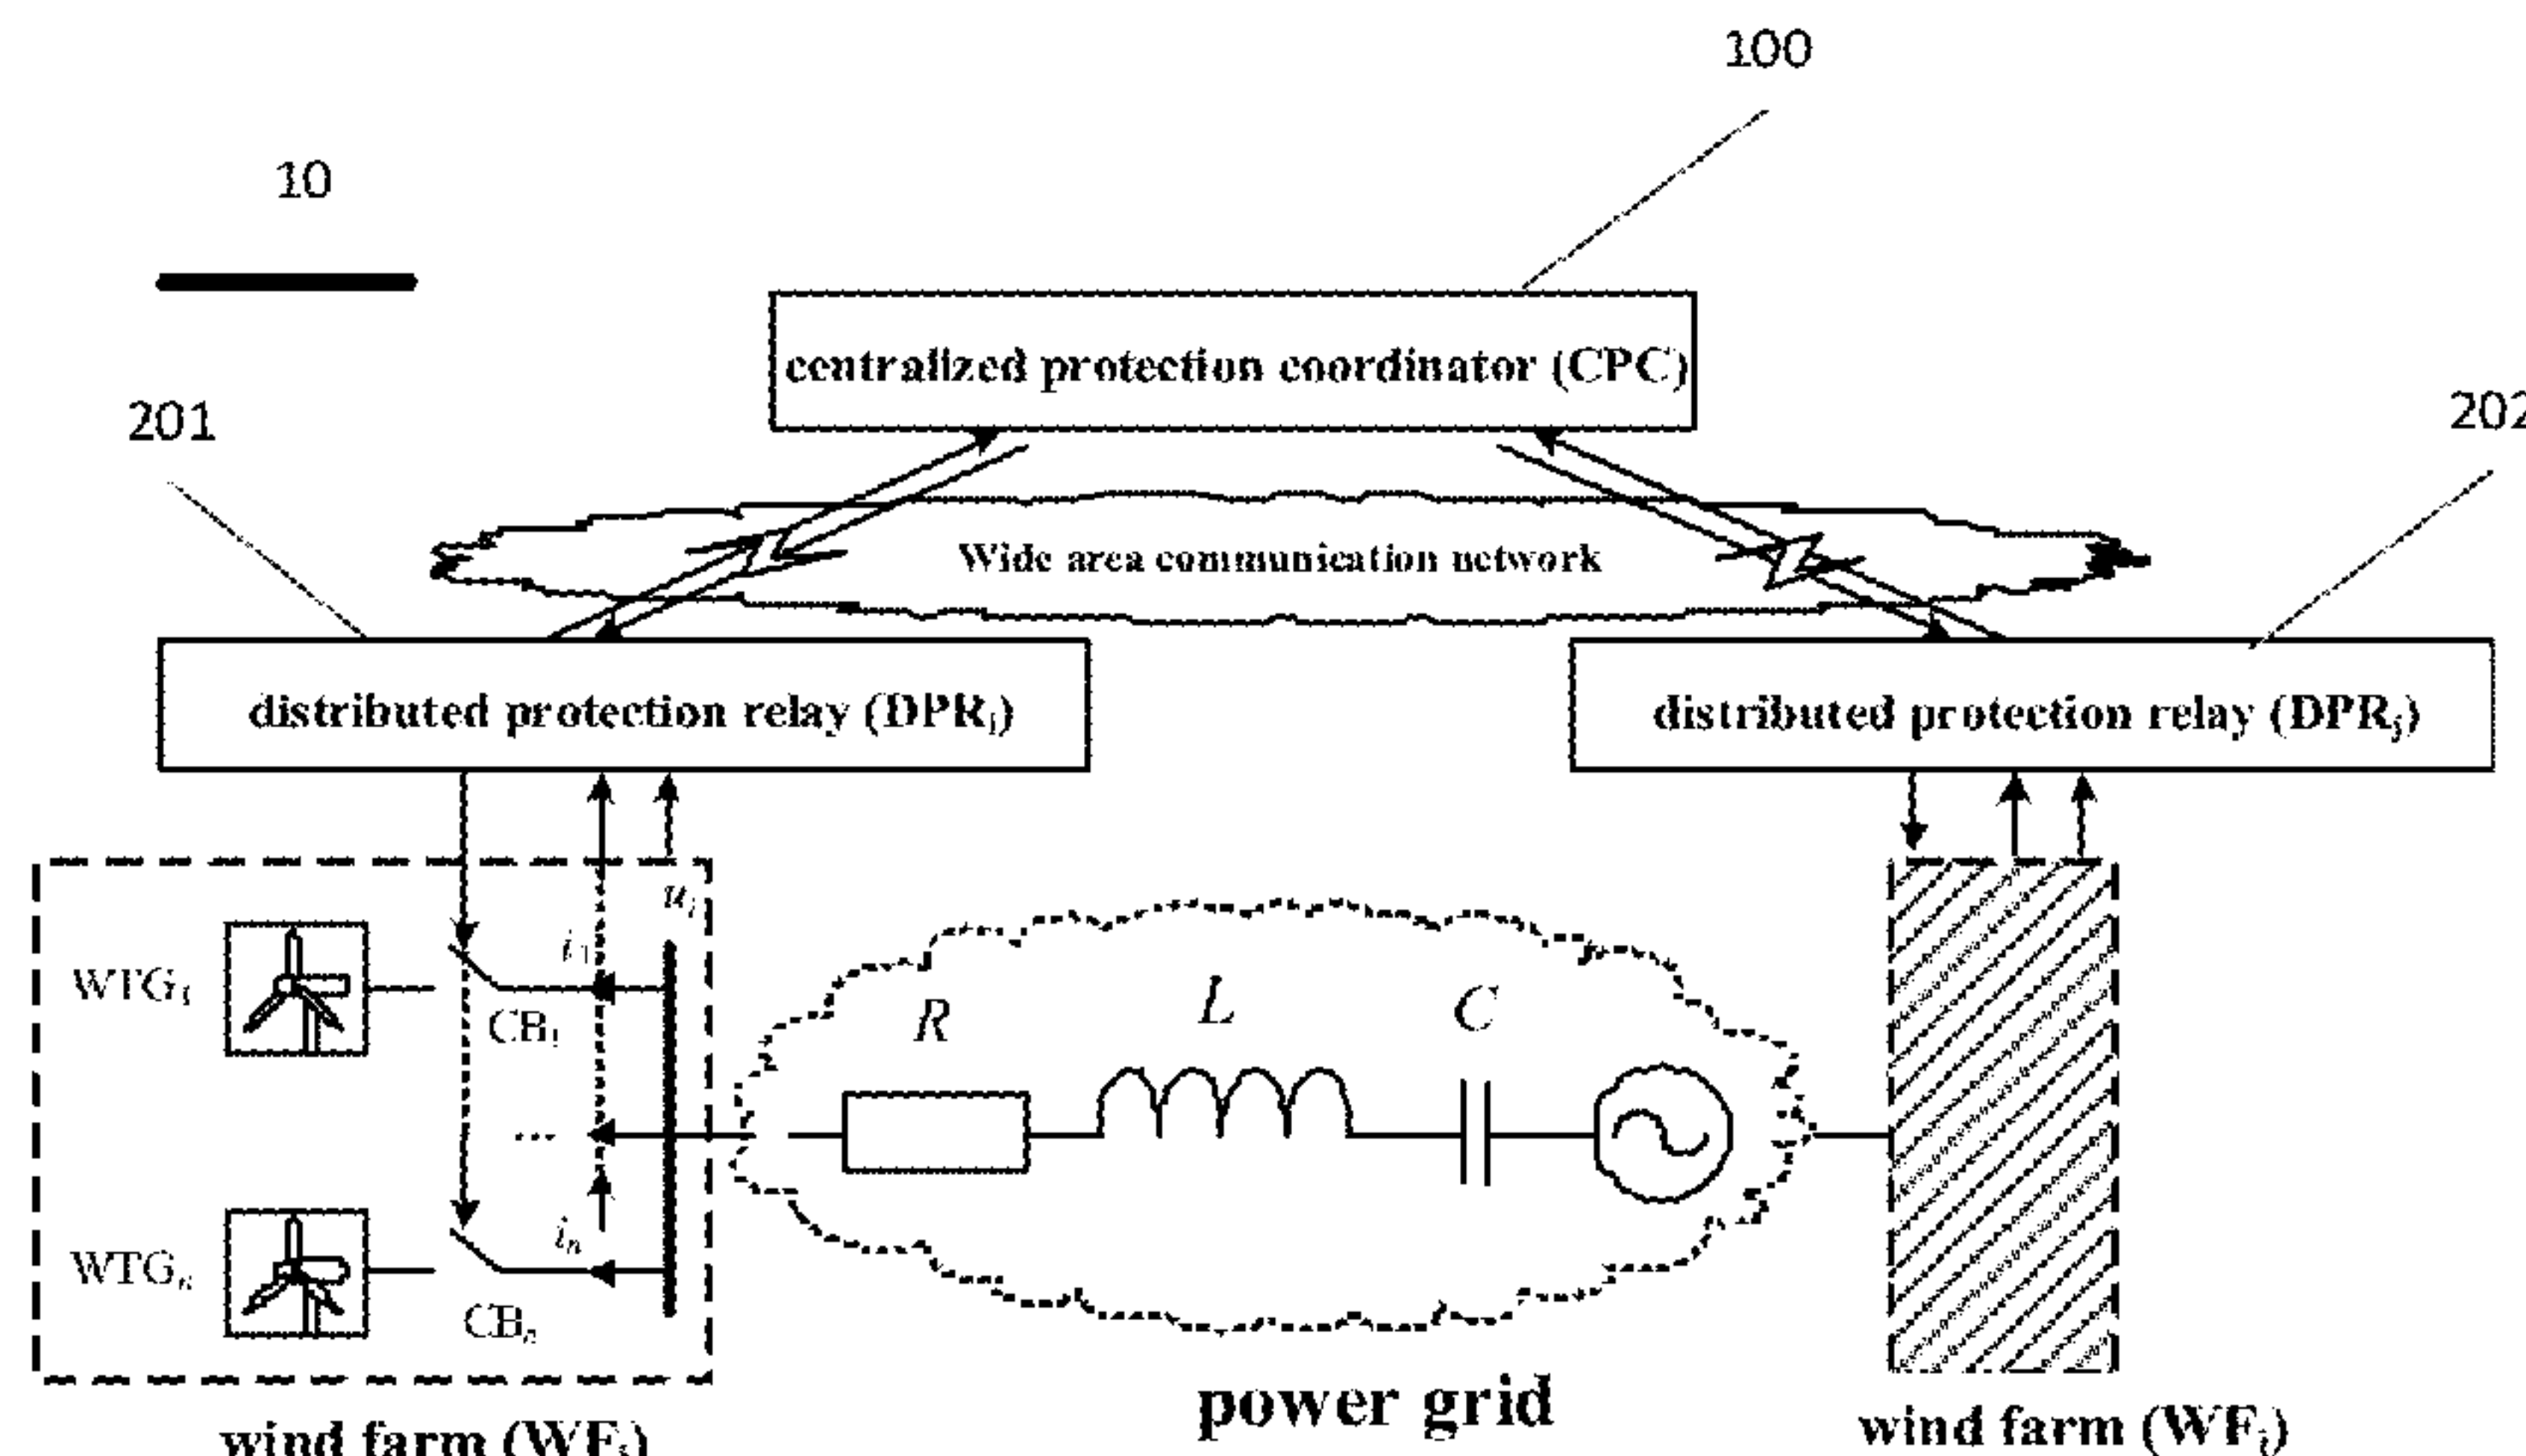 100
10
centralized protection coordinator (CPC)
201
202
Wide area communication network
distributed protection relay (DPRi)
distributed protection relay (DPRj)
ui
i1
WTG1
CB1
R
L
C
...
in
WTGn
CBn
power grid
wind farm (WFi)
wind farm (WFj)